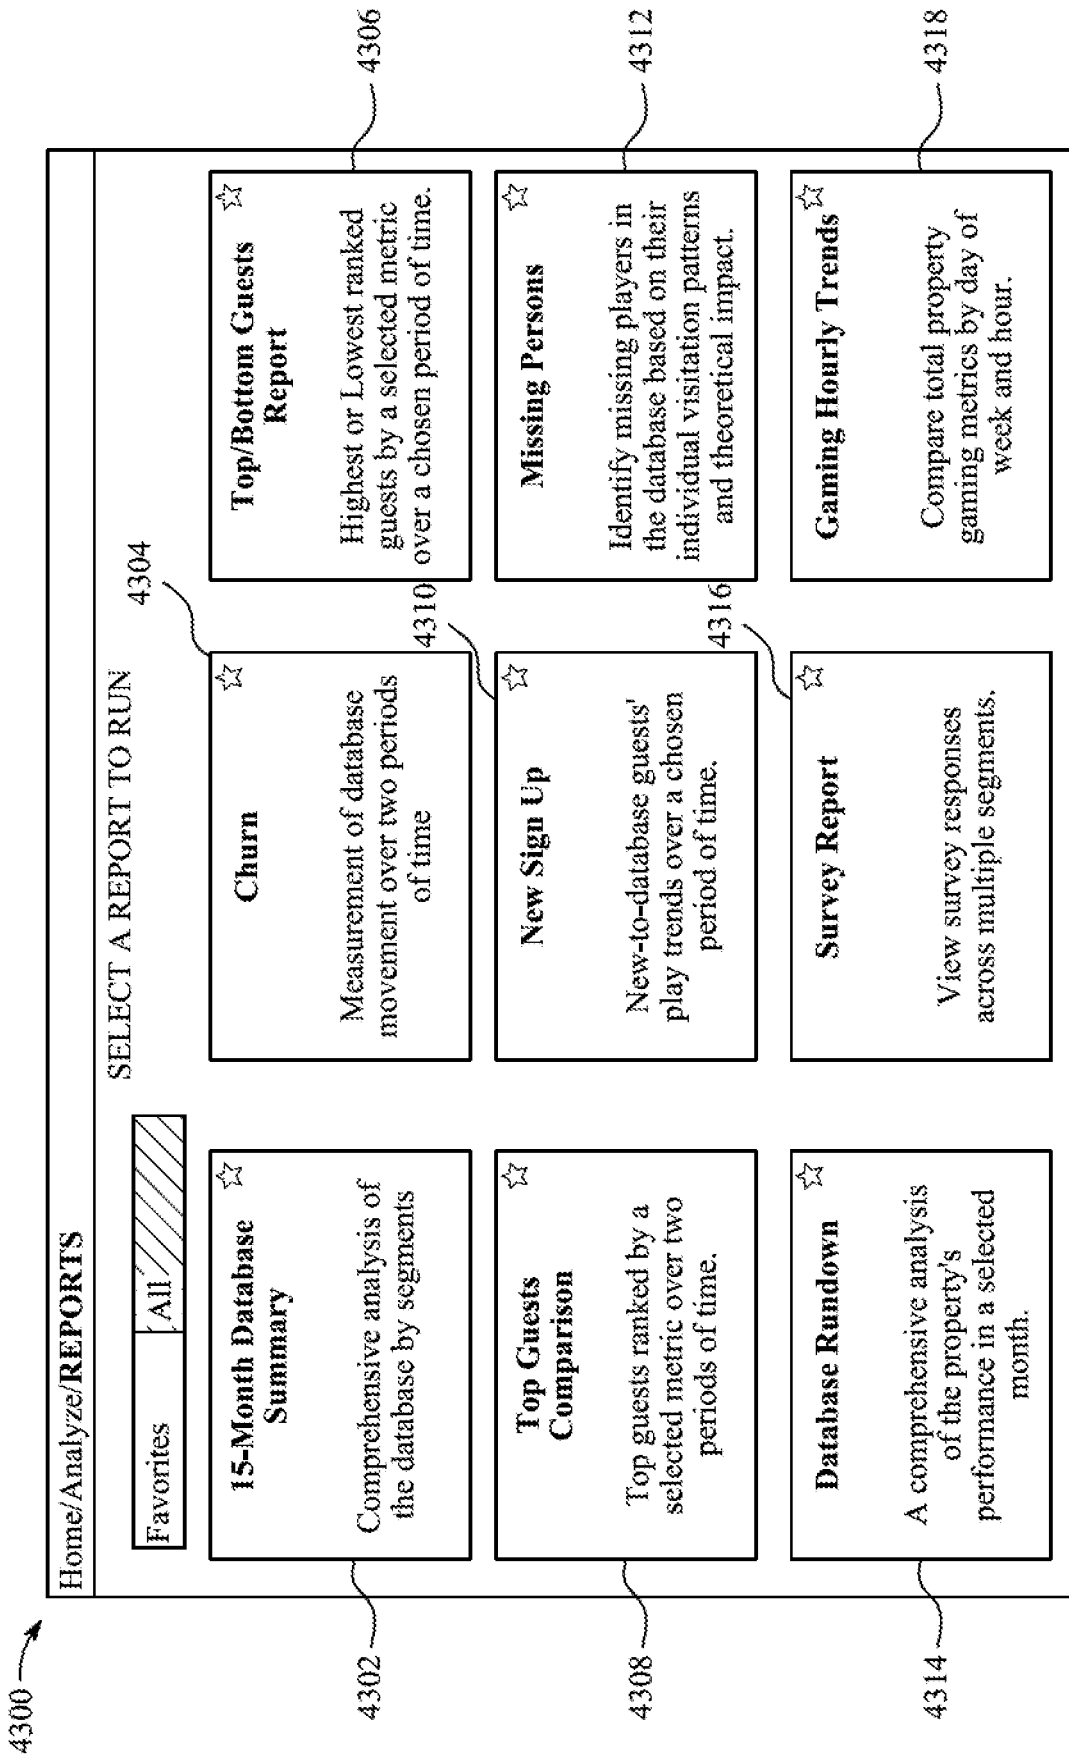 4300
Home/Analyze/REPORTS
SELECT A REPORT TO RUN
Favorites
All
4302
15-Month Database
Summary
Comprehensive analysis of
the database by segments
4304
Churn
Measurement of database
movement over two periods
of time
4306
Top/Bottom Guests
Report
Highest or Lowest ranked
guests by a selected metric
over a chosen period of time.
4308
Top Guests
Comparison
Top guests ranked by a
selected metric over two
periods of time.
4310
New Sign Up
New-to-database guests'
play trends over a chosen
period of time.
4312
Missing Persons
Identify missing players in
the database based on their
individual visitation patterns
and theoretical impact.
4314
Database Rundown
A comprehensive analysis
of the property's
performance in a selected
month.
4316
Survey Report
View survey responses
across multiple segments.
4318
Gaming Hourly Trends
Compare total property
gaming metrics by day of
week and hour.